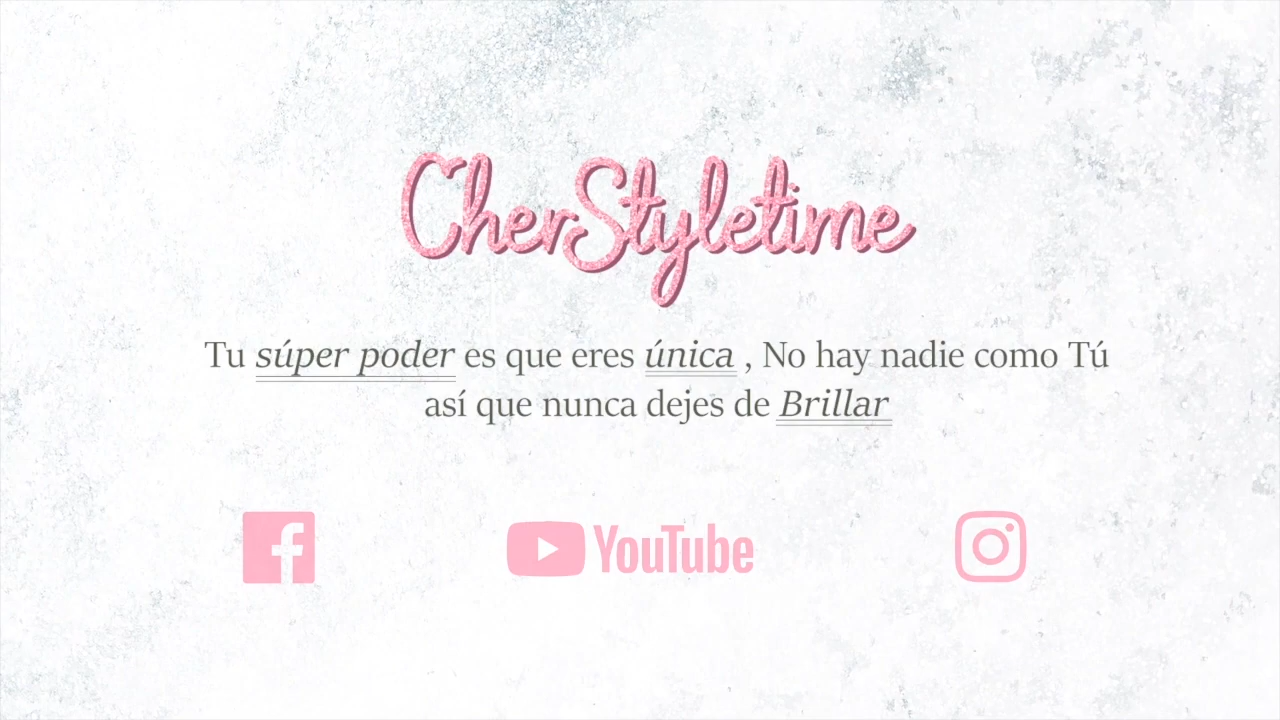 CherStyletime
Tu súper poder es que eres única , No hay nadie como Tú
así que nunca dejes de Brillar
YouTube